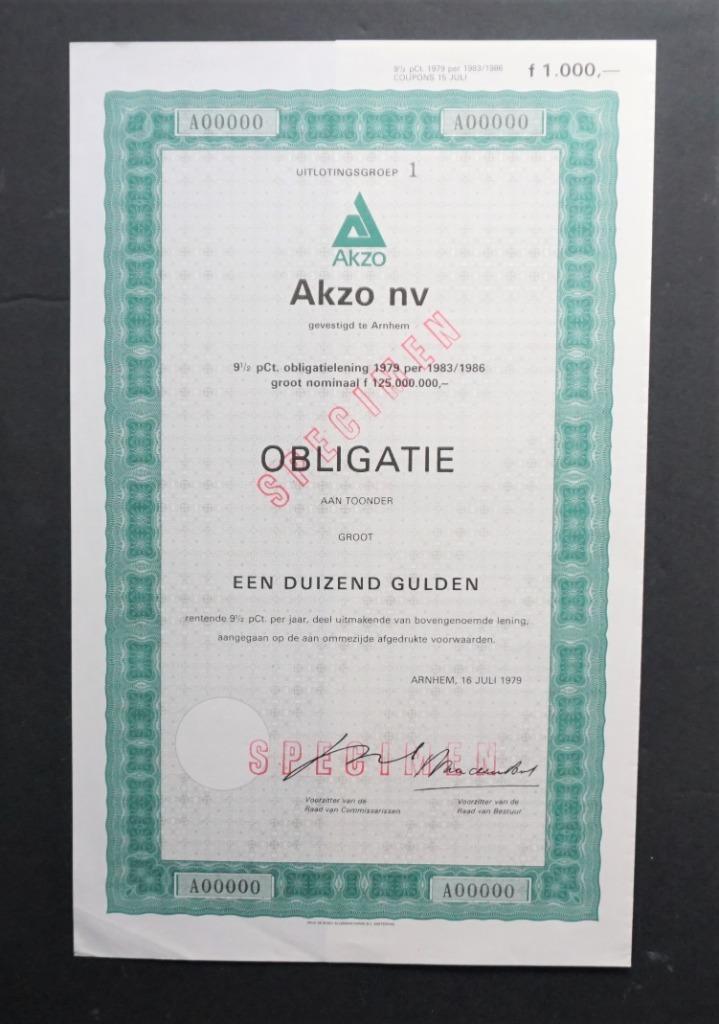 9½ pCt. 1979 per 1983/1986
COUPONS 15 JULI
f 1.000,—
A00000
A00000
UITLOTINGSGROEP 1
Akzo
Akzo nv
gevestigd te Arnhem
9½ pCt. obligatielening 1979 per 1983/1986
groot nominaal f 125.000.000,–
SPECIMEN
OBLIGATIE
AAN TOONDER
GROOT
EEN DUIZEND GULDEN
rentende 9½ pCt. per jaar, deel uitmakende van bovengenoemde lening,
aangegaan op de aan ommezijde afgedrukte voorwaarden.
ARNHEM, 16 JULI 1979
SPECIMEN
Voorzitter van de
Raad van Commissarissen
Voorzitter van de
Raad van Bestuur
A00000
A00000